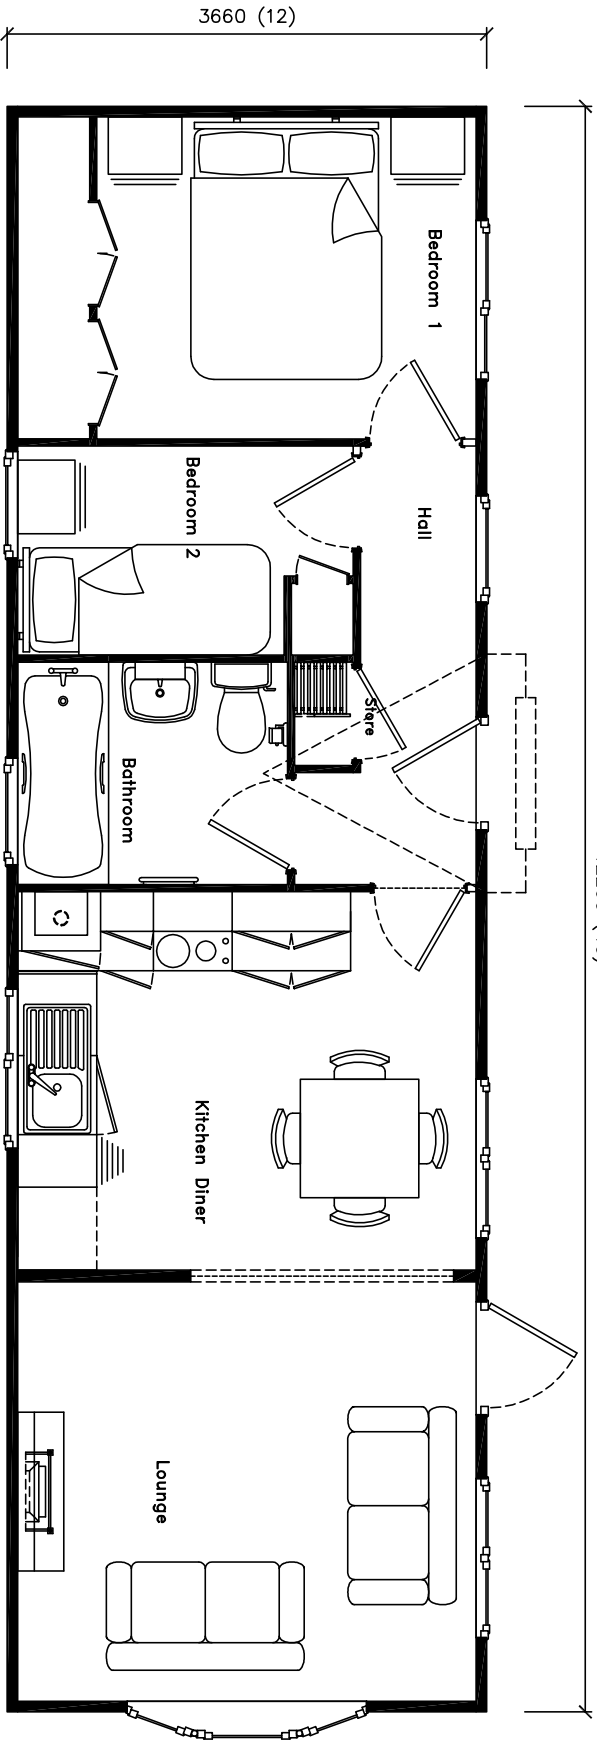 3660 (12)
Bedroom 1
Hall
Bedroom 2
Store
Bathroom
Kitchen Diner
Lounge